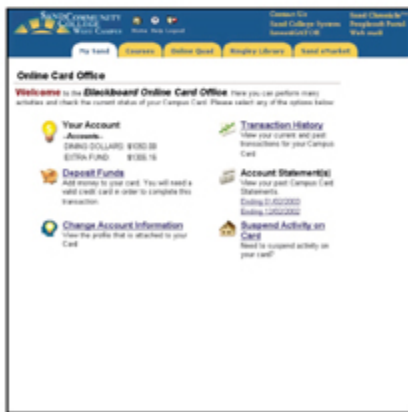 SAND COMMUNITY
COLLEGE
WEST CAMPUS
Home Help Logout
Contact Us
Sand College System
Sand Chronicle
Peoplesoft Portal
Web mail
My Sand
Courses
Online Quad
Ringley Library
Sand eMarket
Online Card Office
Welcome to the Blackboard Online Card Office. Here you can perform many
activities and check the current status of your Campus Card. Please select any of the options below.
Your Account
-Accounts-
DINING DOLLARS
EXTRA FUND
Deposit Funds
Add money to your card. You will need a
valid credit card in order to complete this
transaction.
Change Account Information
View the profile that is attached to your
Card
Transaction History
View your current and past
transactions for your Campus
Card.
Account Statement(s)
View your past Campus Card
Statements.
Ending 01/02/2003
Ending 12/02/2002
Suspend Activity on
Card
Need to suspend activity on
your card?